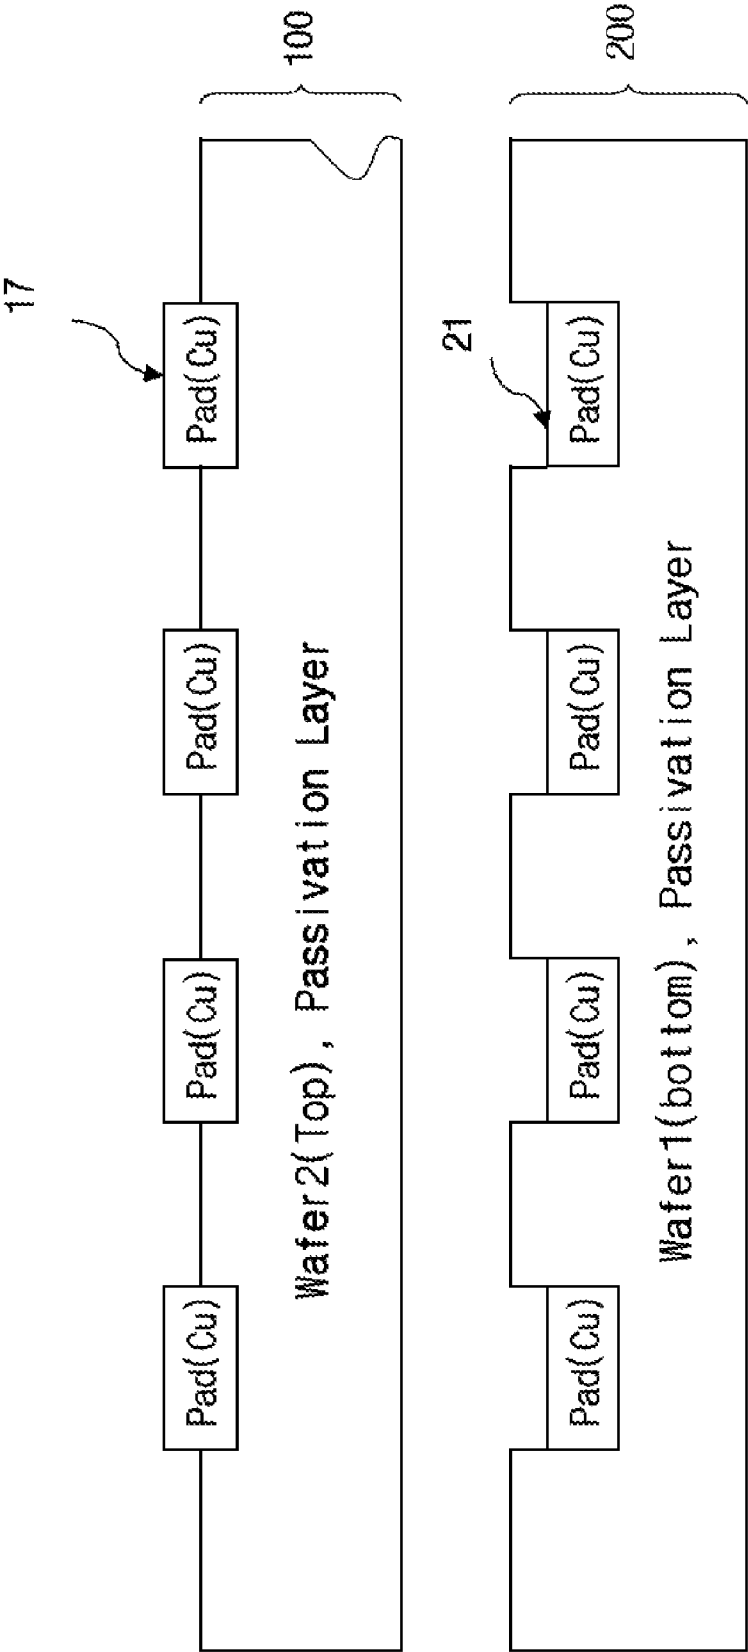 Pad(Cu)
Pad(Cu)
Pad(Cu)
Pad(Cu)
17
Wafer2(Top), Passivation Layer
100
21
Pad(Cu)
Pad(Cu)
Pad(Cu)
Pad(Cu)
Wafer1(bottom), Passivation Layer
200